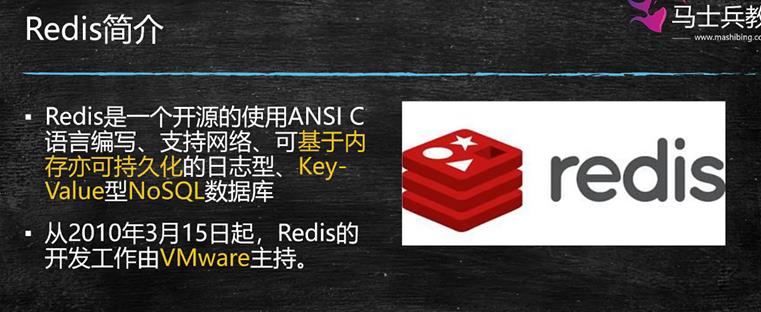 Redis简介
马士兵教
www.mashibing.co
▪ Redis是一个开源的使用ANSI C
语言编写、支持网络、可基于内
存亦可持久化的日志型、Key-
Value型NoSQL数据库
▪ 从2010年3月15日起，Redis的
开发工作由VMware主持。
redis